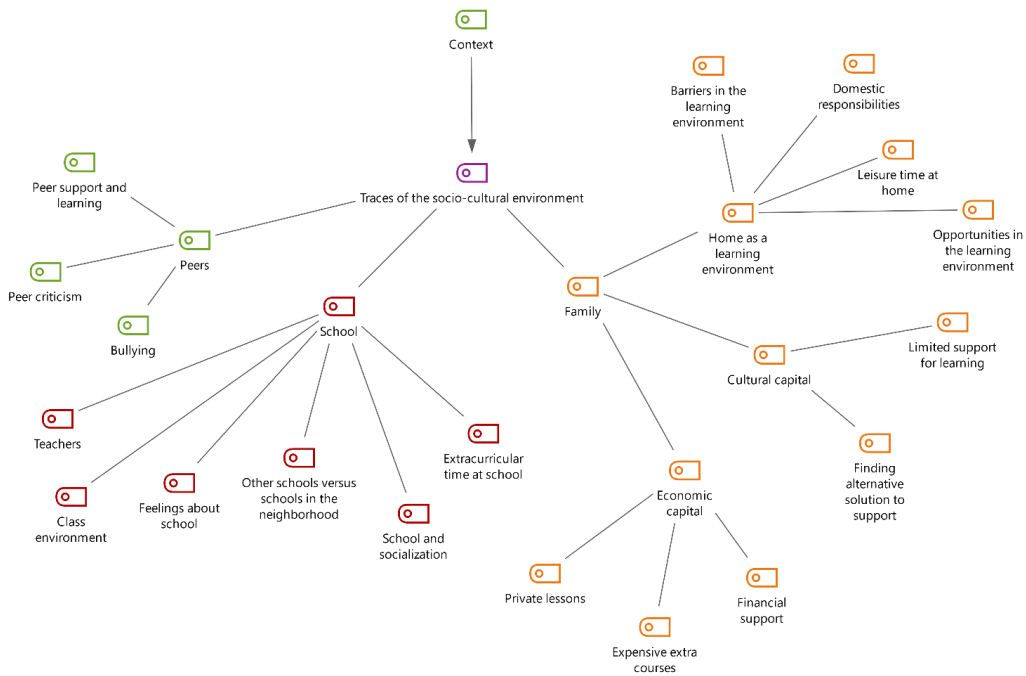 Context
Barriers in the
learning
environment
Domestic
responsibilities
Leisure time at
home
Peer support and
learning
Traces of the socio-cultural environment
Opportunities in
the learning
environment
Home as a
learning
environment
Peers
Peer criticism
Family
School
Bullying
Limited support
for learning
Cultural capital
Teachers
Extracurricular
time at school
Finding
alternative
solution to
support
Other schools versus
schools in the
neighborhood
Feelings about
school
Economic
capital
Class
environment
School and
socialization
Private lessons
Financial
support
Expensive extra
courses